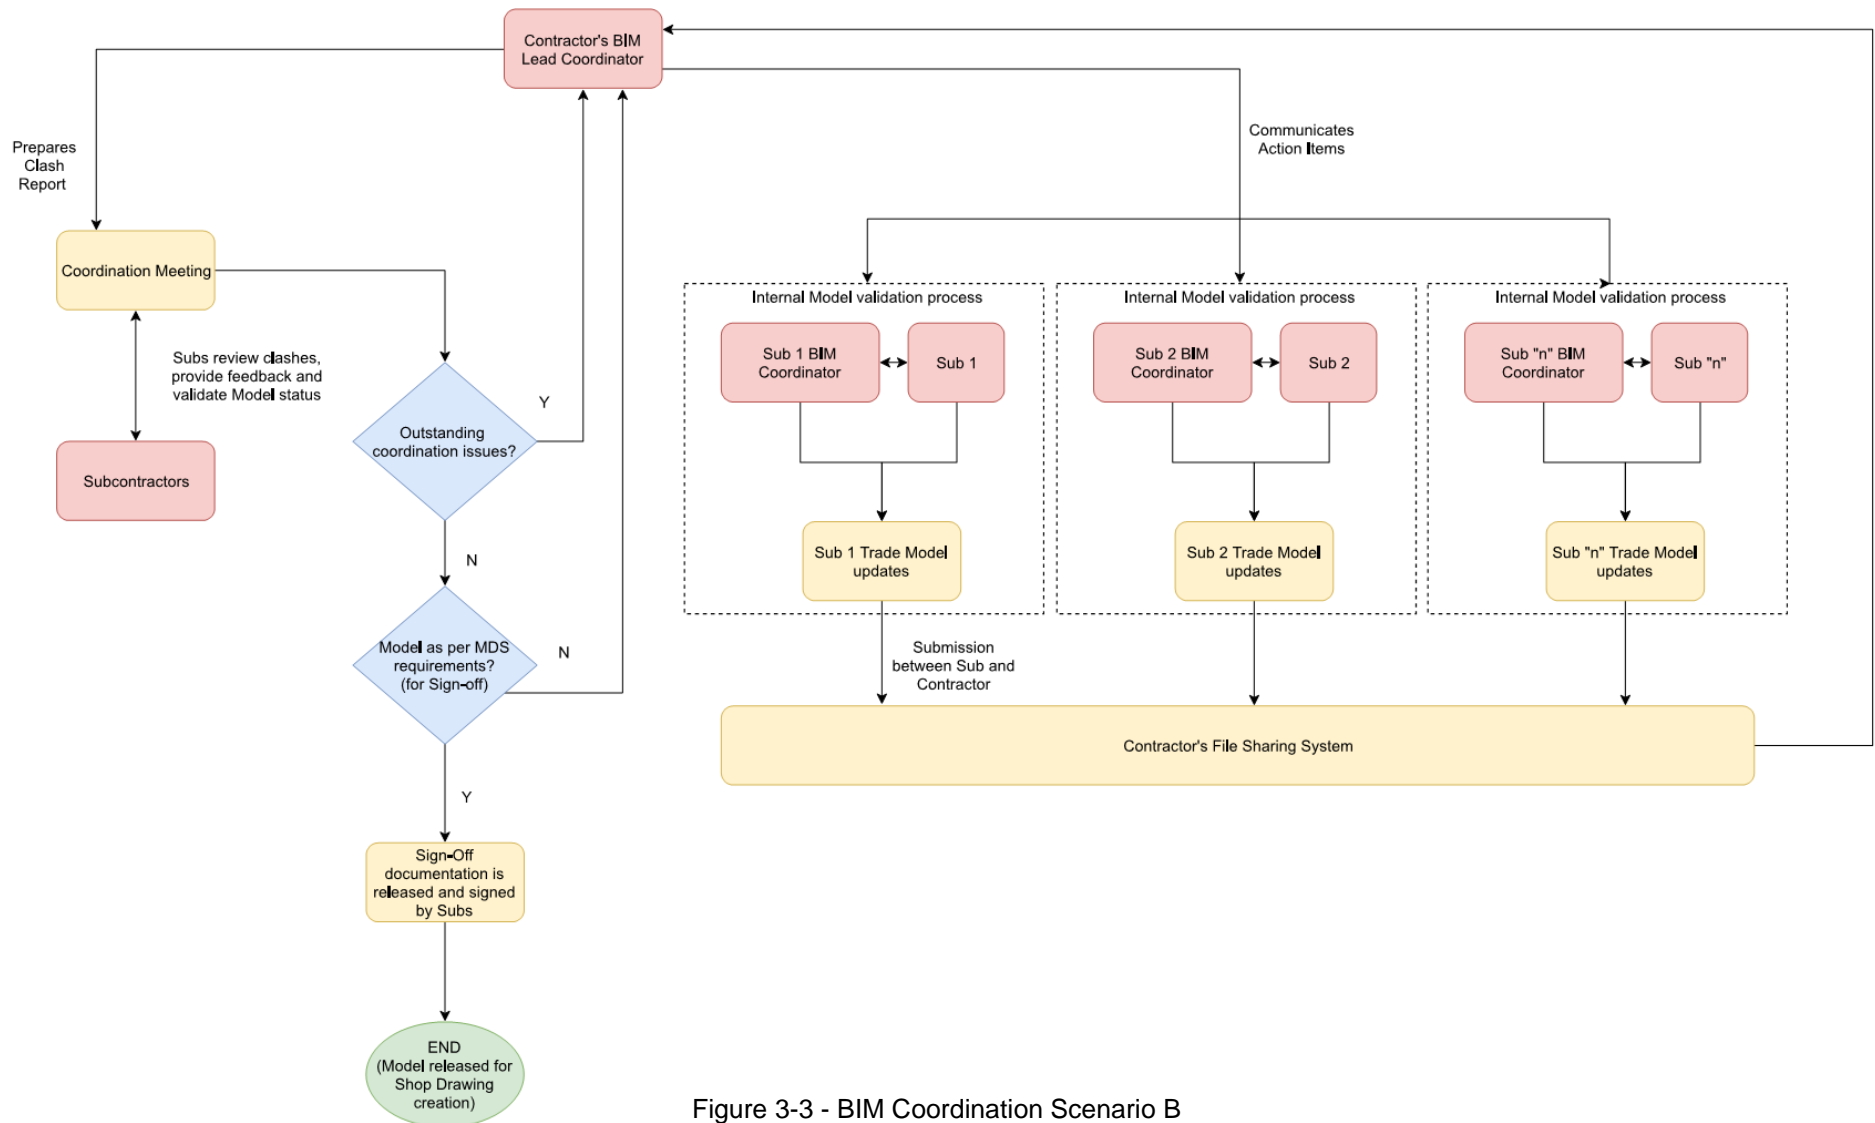 Contractor's BIM
Lead Coordinator
Prepares
Clash
Report
Communicates
Action Items
Coordination Meeting
Subs review clashes,
provide feedback and
validate Model status
Subcontractors
Outstanding
coordination issues?
Y
N
Model as per MDS
requirements?
(for Sign-off)
N
Y
Sign-Off
documentation is
released and signed
by Subs
END
(Model released for
Shop Drawing
creation)
Internal Model validation process
Sub 1 BIM
Coordinator
Sub 1
Sub 1 Trade Model
updates
Internal Model validation process
Sub 2 BIM
Coordinator
Sub 2
Sub 2 Trade Model
updates
Internal Model validation process
Sub "n" BIM
Coordinator
Sub "n"
Sub "n" Trade Model
updates
Submission
between Sub and
Contractor
Contractor's File Sharing System
Figure 3-3 - BIM Coordination Scenario B